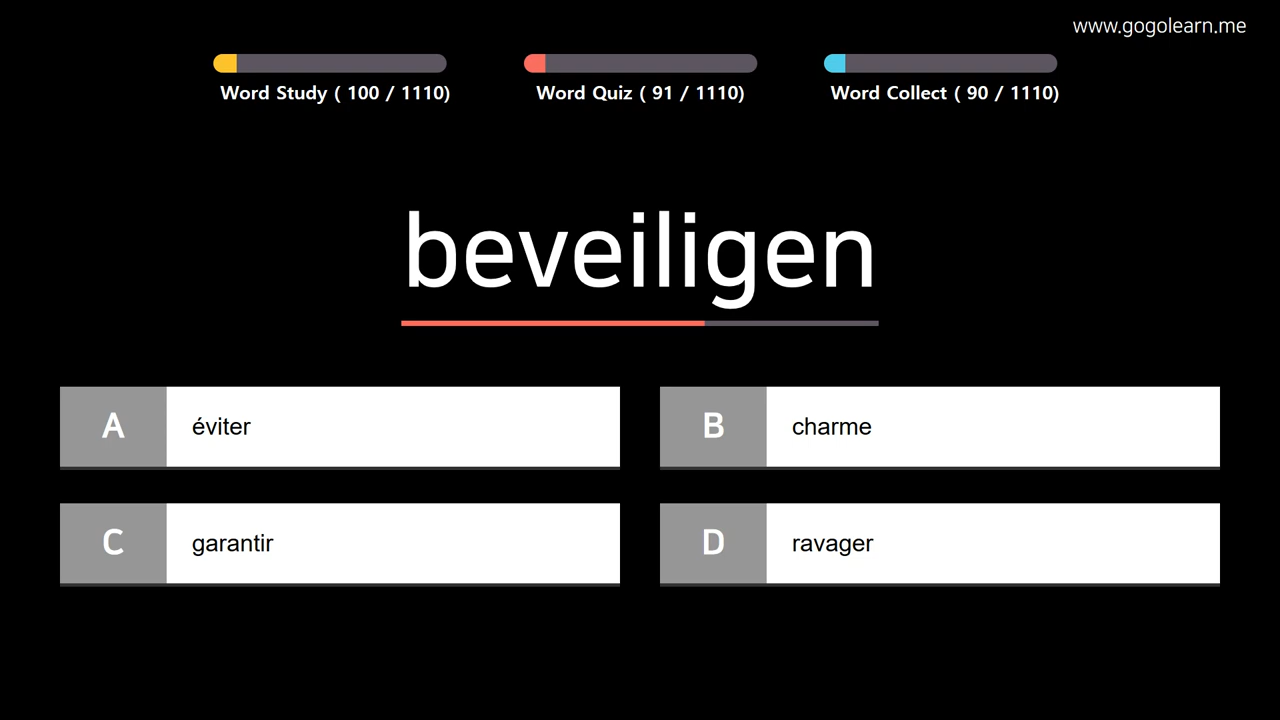 www.gogolearn.me
Word Study ( 100 / 1110)
Word Quiz ( 91 / 1110)
Word Collect ( 90 / 1110)
beveiligen
A éviter
B charme
C garantir
D ravager